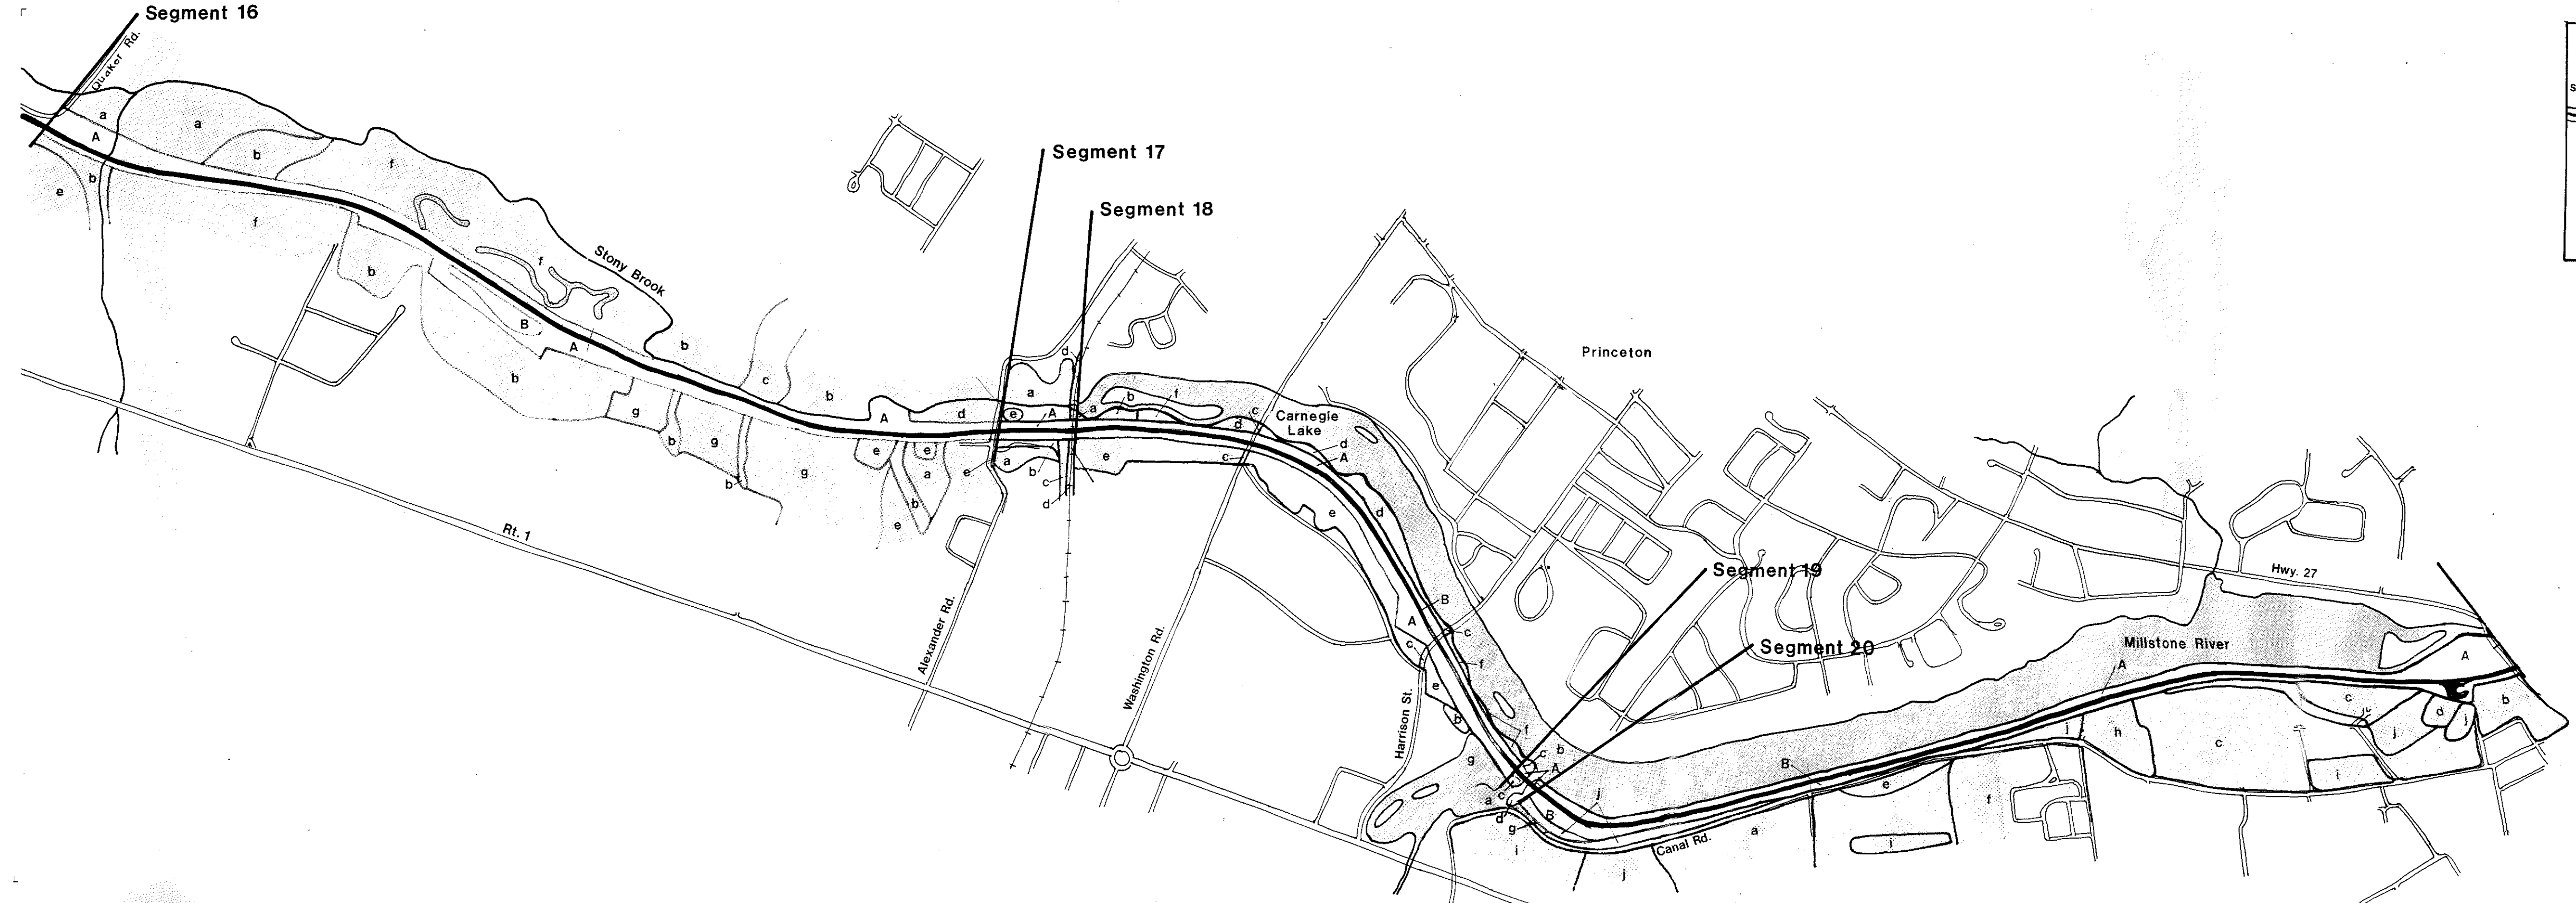 Segment 16
Quaker Rd.
Segment 17
Segment 18
Stony Brook
Princeton
Carnegie
Lake
Rt. 1
Alexander Rd.
Washington Rd.
Harrison St.
Segment 19
Segment 20
Hwy. 27
Millstone River
Canal Rd.
a
A
a
b
f
b
e
f
b
f
B
A
b
b
c
b
g
b
g
b
g
A
d
e
e
a
b
e
e
d
a
e
A
a
b
f
a
b
c
d
e
c
d
c
d
A
e
d
B
A
c
c
f
e
b
f
g
c
b
A
a
c
d
g
B
j
i
j
a
B
e
i
f
j
h
A
c
c
i
j
d
j
A
b